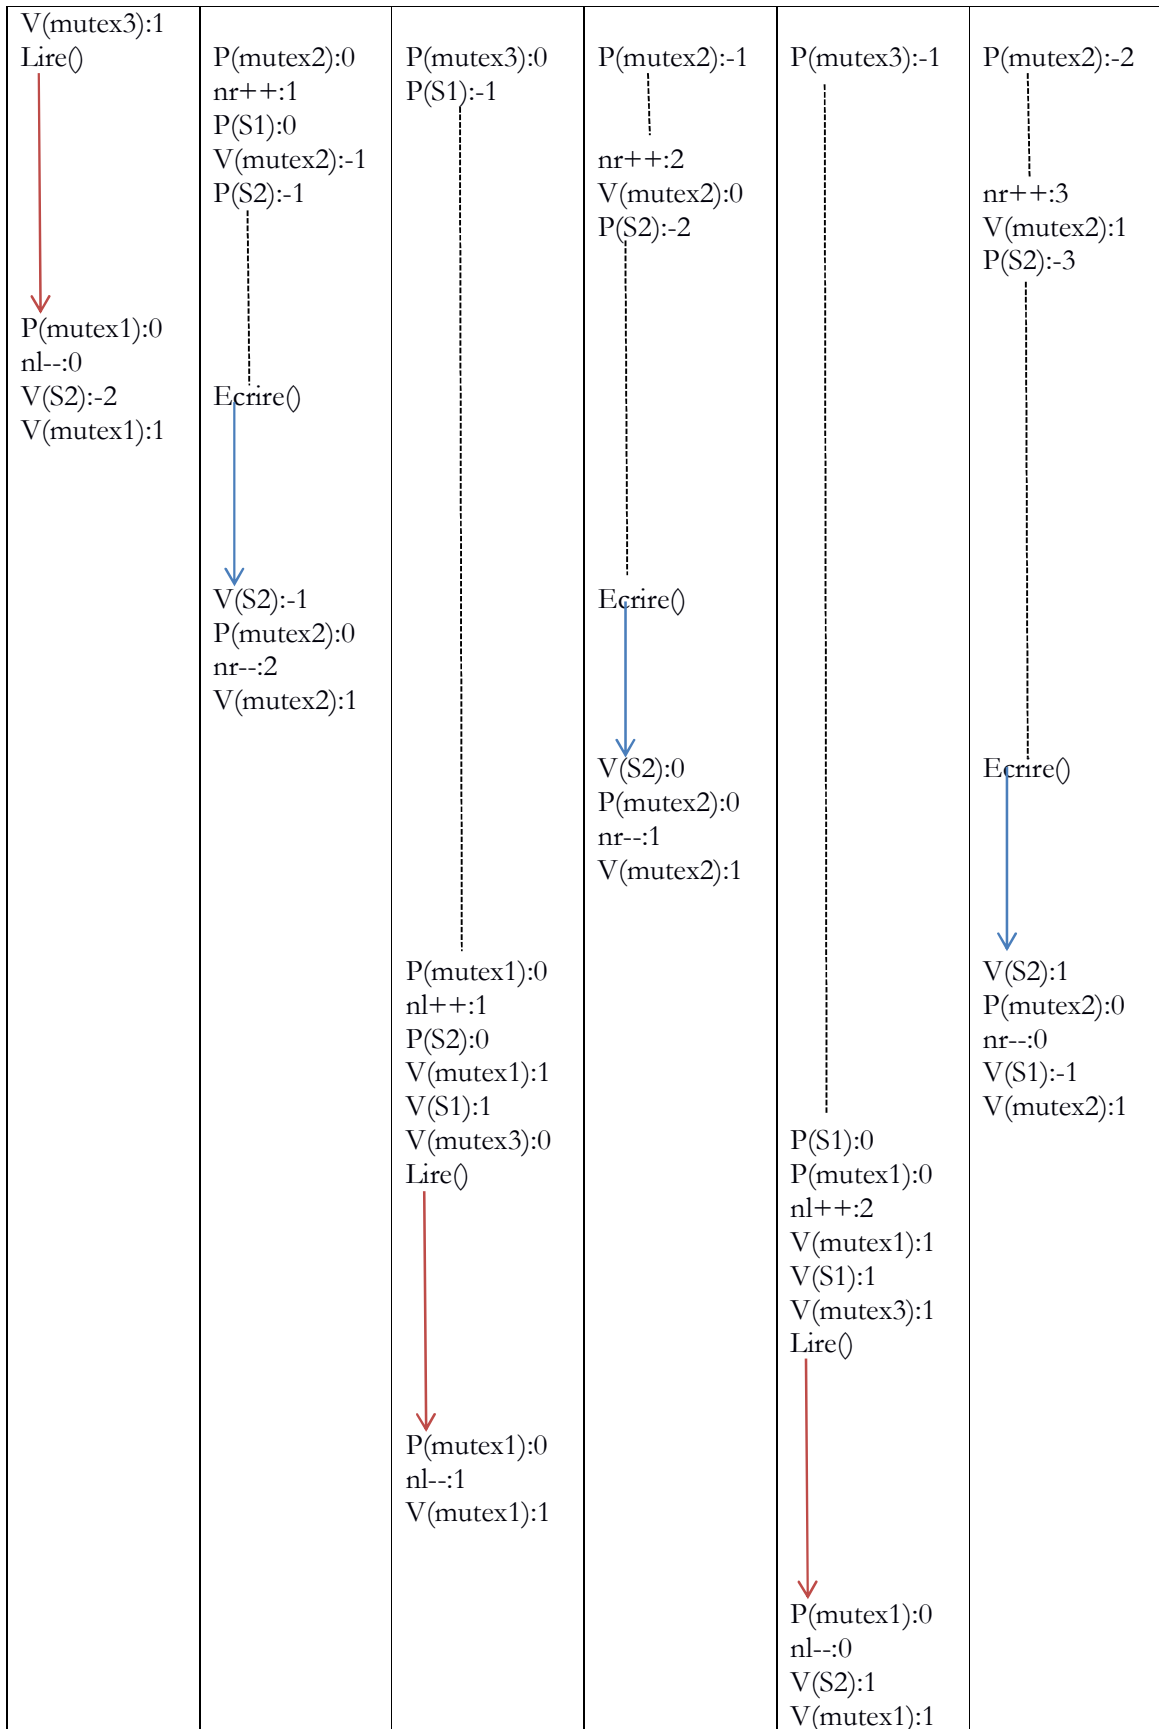 V(mutex3):1
Lire()
P(mutex1):0
nl--:0
V(S2):-2
V(mutex1):1
P(mutex2):0
nr++:1
P(S1):0
V(mutex2):-1
P(S2):-1
Ecrire()
V(S2):-1
P(mutex2):0
nr--:2
V(mutex2):1
P(mutex3):0
P(S1):-1
P(mutex1):0
nl++:1
P(S2):0
V(mutex1):1
V(S1):1
V(mutex3):0
Lire()
P(mutex1):0
nl--:1
V(mutex1):1
P(mutex2):-1
nr++:2
V(mutex2):0
P(S2):-2
Ecrire()
V(S2):0
P(mutex2):0
nr--:1
V(mutex2):1
P(mutex3):-1
P(S1):0
P(mutex1):0
nl++:2
V(mutex1):1
V(S1):1
V(mutex3):1
Lire()
P(mutex1):0
nl--:0
V(S2):1
V(mutex1):1
P(mutex2):-2
nr++:3
V(mutex2):1
P(S2):-3
Ecrire()
V(S2):1
P(mutex2):0
nr--:0
V(S1):-1
V(mutex2):1